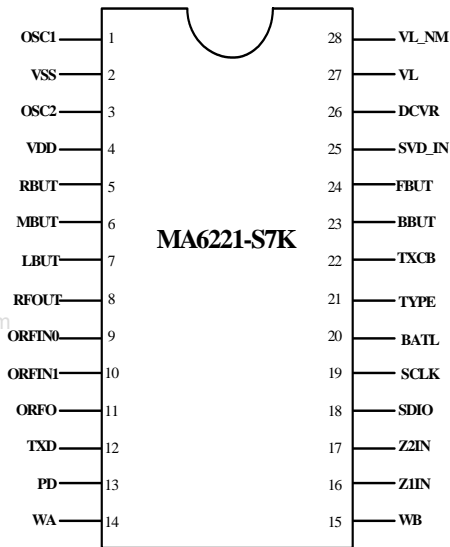 OSC1 1 28 VL_NM
VSS 2 27 VL
OSC2 3 26 DCVR
VDD 4 25 SVD_IN
RBUT 5 24 FBUT
MBUT 6 23 BBUT
MA6221-S7K
LBUT 7 22 TXCB
RFOUT 8 21 TYPE
ORFIN0 9 20 BATL
ORFIN1 10 19 SCLK
ORFO 11 18 SDIO
TXD 12 17 Z2IN
PD 13 16 Z1IN
WA 14 15 WB